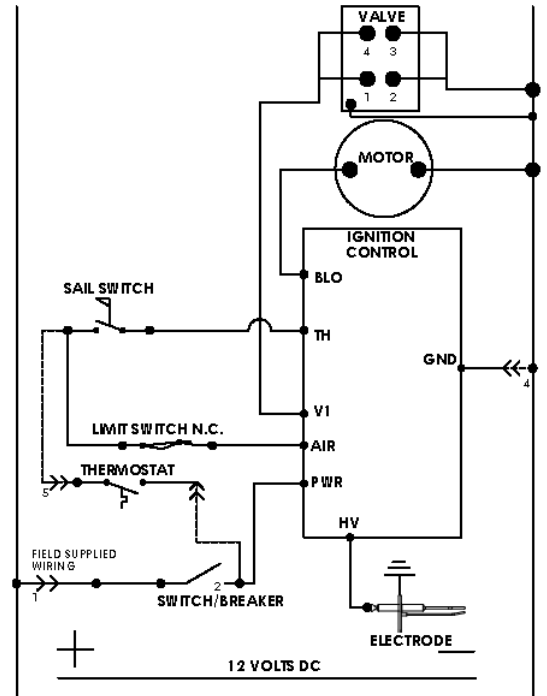 VALVE
4 3
1 2
MOTOR
IGNITION
CONTROL
BLO
SAIL SWITCH
TH
GND
4
V1
LIMIT SWITCH N.C.
AIR
THERMOSTAT
5
PWR
HV
FIELD SUPPLIED
WIRING
1
2
SWITCH/BREAKER
ELECTRODE
+
—
12 VOLTS DC